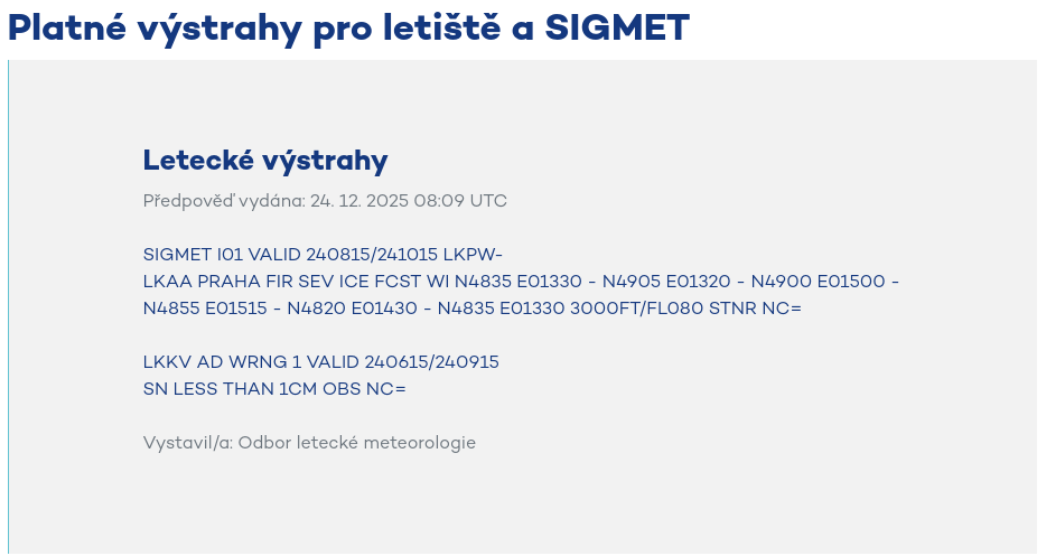 Platné výstrahy pro letiště a SIGMET
Letecké výstrahy
Předpověď vydána: 24. 12. 2025 08:09 UTC
SIGMET I01 VALID 240815/241015 LKPW-
LKAA PRAHA FIR SEV ICE FCST WI N4835 E01330 - N4905 E01320 - N4900 E01500 -
N4855 E01515 - N4820 E01430 - N4835 E01330 3000FT/FL080 STNR NC=
LKKV AD WRNG 1 VALID 240615/240915
SN LESS THAN 1CM OBS NC=
Vystavil/a: Odbor letecké meteorologie